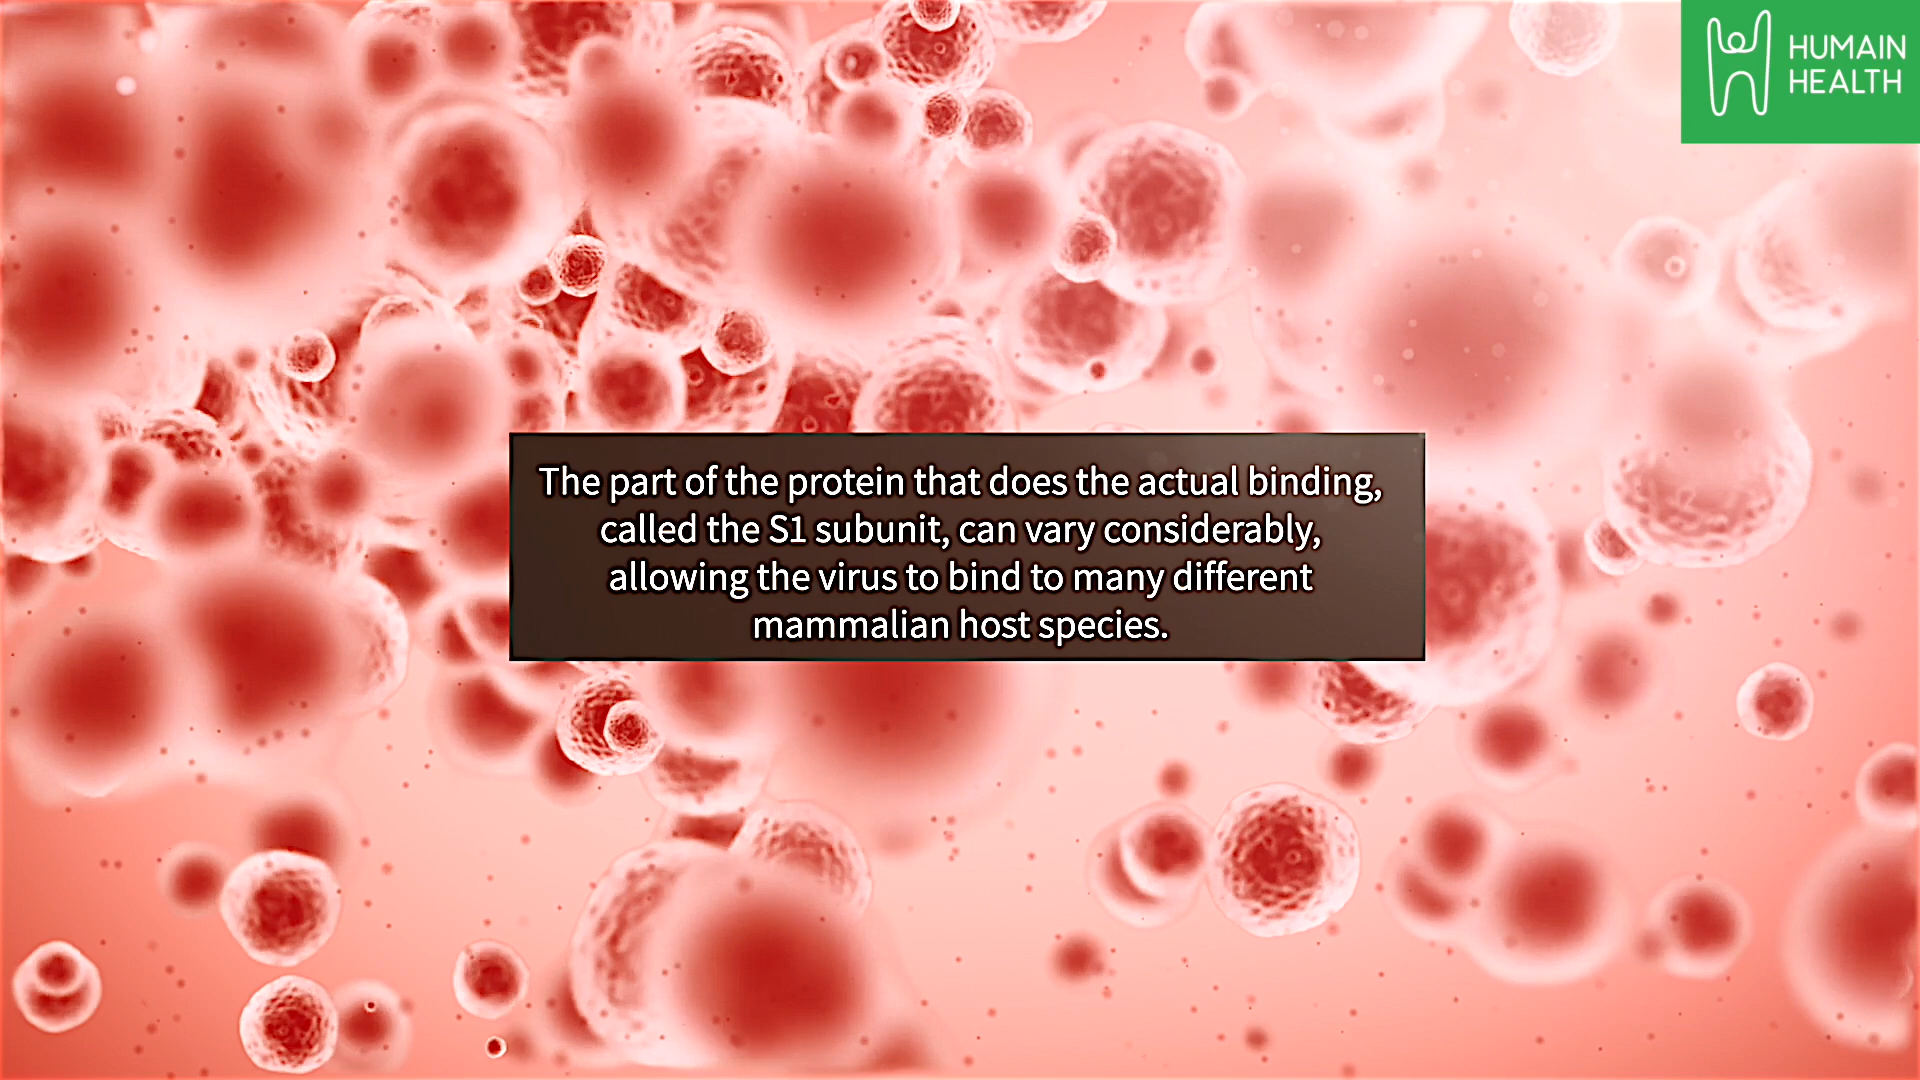 HUMAIN
HEALTH
The part of the protein that does the actual binding,
called the S1 subunit, can vary considerably,
allowing the virus to bind to many different
mammalian host species.